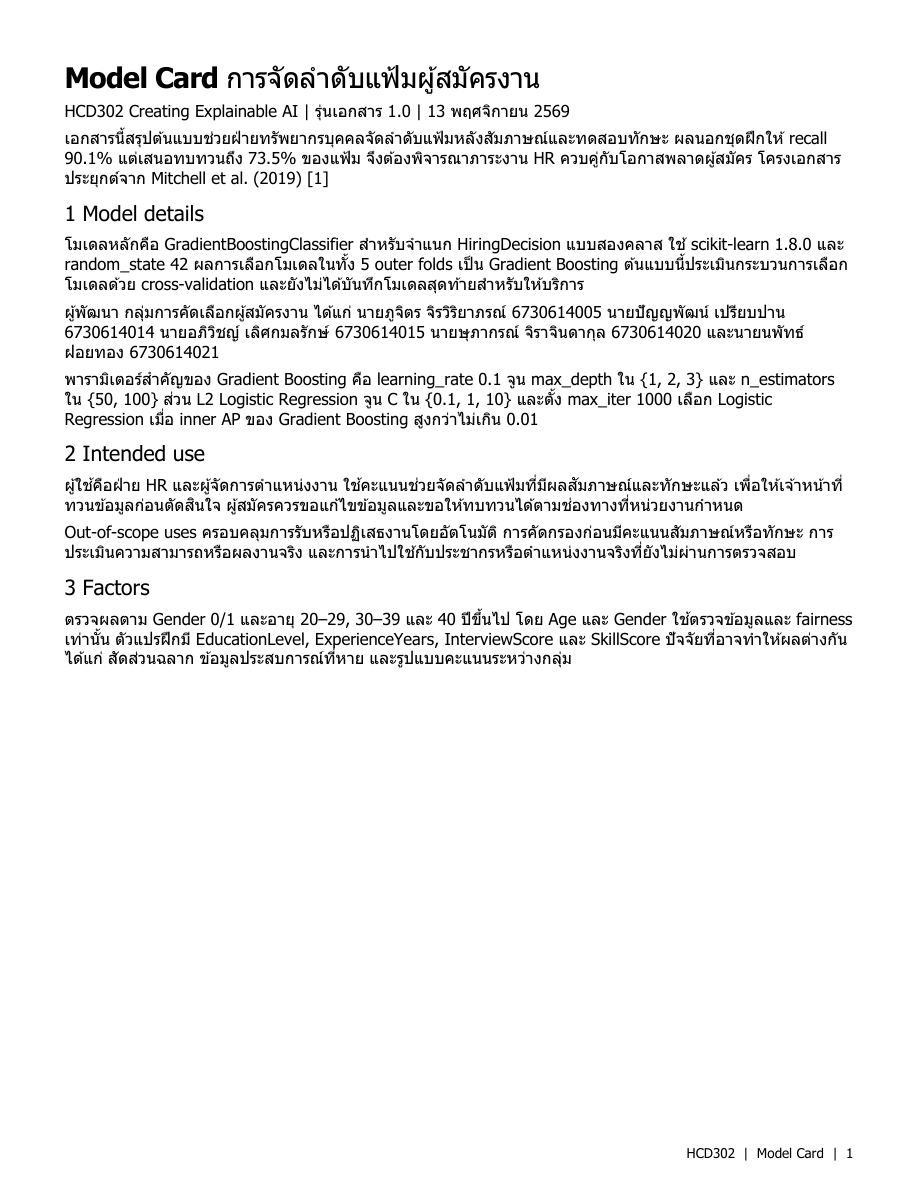 Model Card การจัดลำดับแฟ้มผู้สมัครงาน
HCD302 Creating Explainable AI | รุ่นเอกสาร 1.0 | 13 พฤศจิกายน 2569
เอกสารนี้สรุปต้นแบบช่วยฝ่ายทรัพยากรบุคคลจัดลำดับแฟ้มหลังสัมภาษณ์และทดสอบทักษะ ผลนอกชุดฝึกให้ recall
90.1% แต่เสนอทบทวนถึง 73.5% ของแฟ้ม จึงต้องพิจารณาภาระงาน HR ควบคู่กับโอกาสพลาดผู้สมัคร โครงเอกสาร
ประยุกต์จาก Mitchell et al. (2019) [1]
1 Model details
โมเดลหลักคือ GradientBoostingClassifier สำหรับจำแนก HiringDecision แบบสองคลาส ใช้ scikit-learn 1.8.0 และ
random_state 42 ผลการเลือกโมเดลในทั้ง 5 outer folds เป็น Gradient Boosting ต้นแบบนี้ประเมินกระบวนการเลือก
โมเดลด้วย cross-validation และยังไม่ได้บันทึกโมเดลสุดท้ายสำหรับให้บริการ
ผู้พัฒนา กลุ่มการคัดเลือกผู้สมัครงาน ได้แก่ นายภูจิตร จิรวิริยาภรณ์ 6730614005 นายปัญญพัฒน์ เปรียบปาน
6730614014 นายอภิวิชญ์ เลิศกมลรักษ์ 6730614015 นายษุภากรณ์ จิราจินดากุล 6730614020 และนายนพัทธ์
ฝอยทอง 6730614021
พารามิเตอร์สำคัญของ Gradient Boosting คือ learning_rate 0.1 จูน max_depth ใน {1, 2, 3} และ n_estimators
ใน {50, 100} ส่วน L2 Logistic Regression จูน C ใน {0.1, 1, 10} และตั้ง max_iter 1000 เลือก Logistic
Regression เมื่อ inner AP ของ Gradient Boosting สูงกว่าไม่เกิน 0.01
2 Intended use
ผู้ใช้คือฝ่าย HR และผู้จัดการตำแหน่งงาน ใช้คะแนนช่วยจัดลำดับแฟ้มที่มีผลสัมภาษณ์และทักษะแล้ว เพื่อให้เจ้าหน้าที่
ทวนข้อมูลก่อนตัดสินใจ ผู้สมัครควรขอแก้ไขข้อมูลและขอให้ทบทวนได้ตามช่องทางที่หน่วยงานกำหนด
Out-of-scope uses ครอบคลุมการรับหรือปฏิเสธงานโดยอัตโนมัติ การคัดกรองก่อนมีคะแนนสัมภาษณ์หรือทักษะ การ
ประเมินความสามารถหรือผลงานจริง และการนำไปใช้กับประชากรหรือตำแหน่งงานจริงที่ยังไม่ผ่านการตรวจสอบ
3 Factors
ตรวจผลตาม Gender 0/1 และอายุ 20–29, 30–39 และ 40 ปีขึ้นไป โดย Age และ Gender ใช้ตรวจข้อมูลและ fairness
เท่านั้น ตัวแปรฝึกมี EducationLevel, ExperienceYears, InterviewScore และ SkillScore ปัจจัยที่อาจทำให้ผลต่างกัน
ได้แก่ สัดส่วนฉลาก ข้อมูลประสบการณ์ที่หาย และรูปแบบคะแนนระหว่างกลุ่ม
HCD302 | Model Card | 1